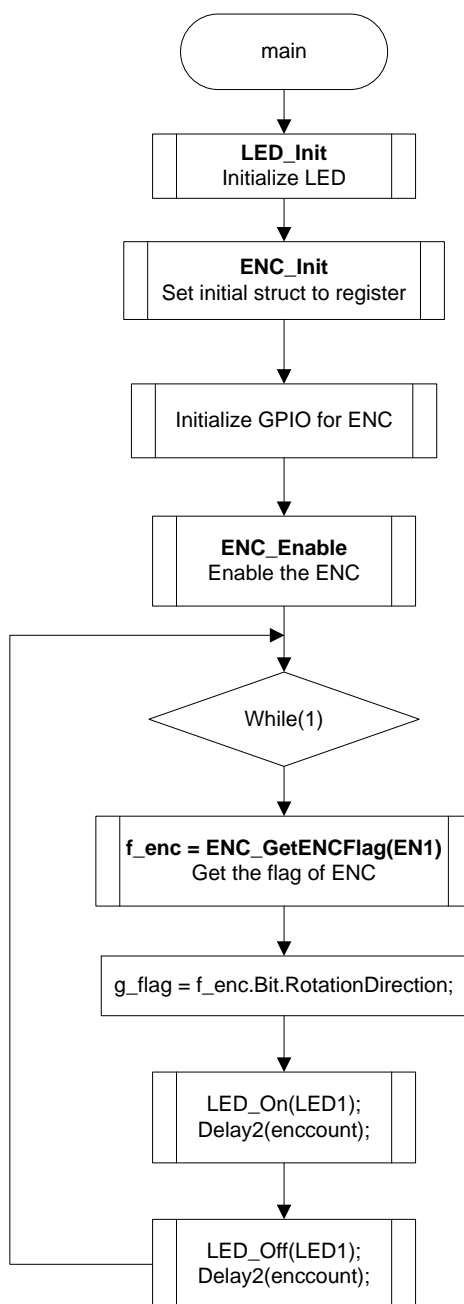 main
LED_Init
Initialize LED
ENC_Init
Set initial struct to register
Initialize GPIO for ENC
ENC_Enable
Enable the ENC
While(1)
f_enc = ENC_GetENCFlag(EN1)
Get the flag of ENC
g_flag = f_enc.Bit.RotationDirection;
LED_On(LED1);
Delay2(enccount);
LED_Off(LED1);
Delay2(enccount);